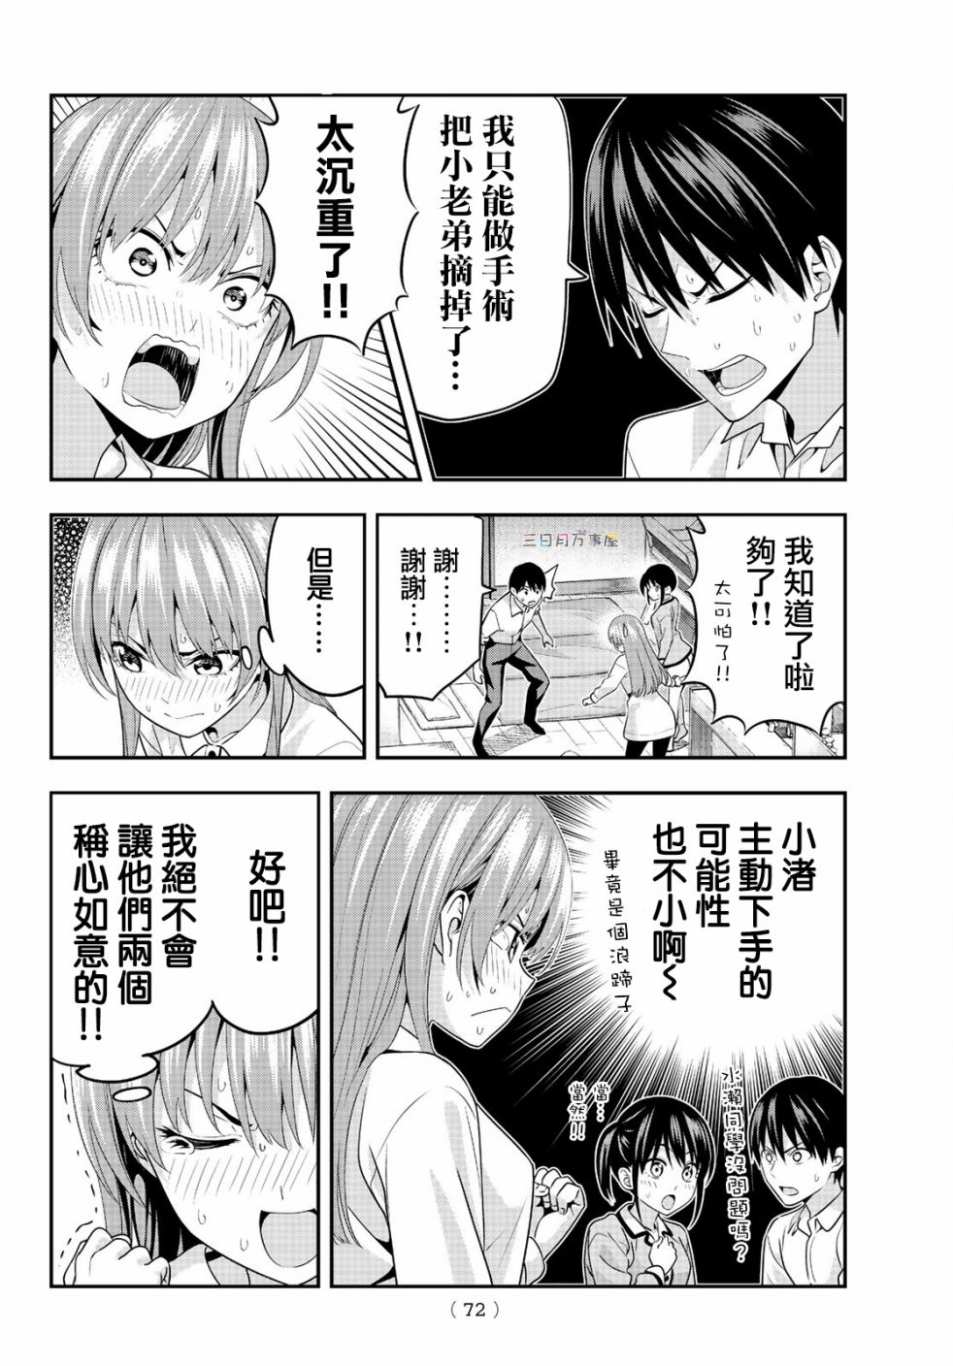 我只能做手術
把小老弟摘掉了…
太沉重了!!
我知道了啦
夠了!!
太可怕了!!
三日月万事屋
謝………
謝謝…!!
但是……
小渚
主動下手的
可能性
也不小啊~
畢竟是個浪蹄子
水瀨同學沒問題嗎？
當…
當然!!
好吧!!
我絕不會
讓他們兩個
稱心如意的!!
（72）